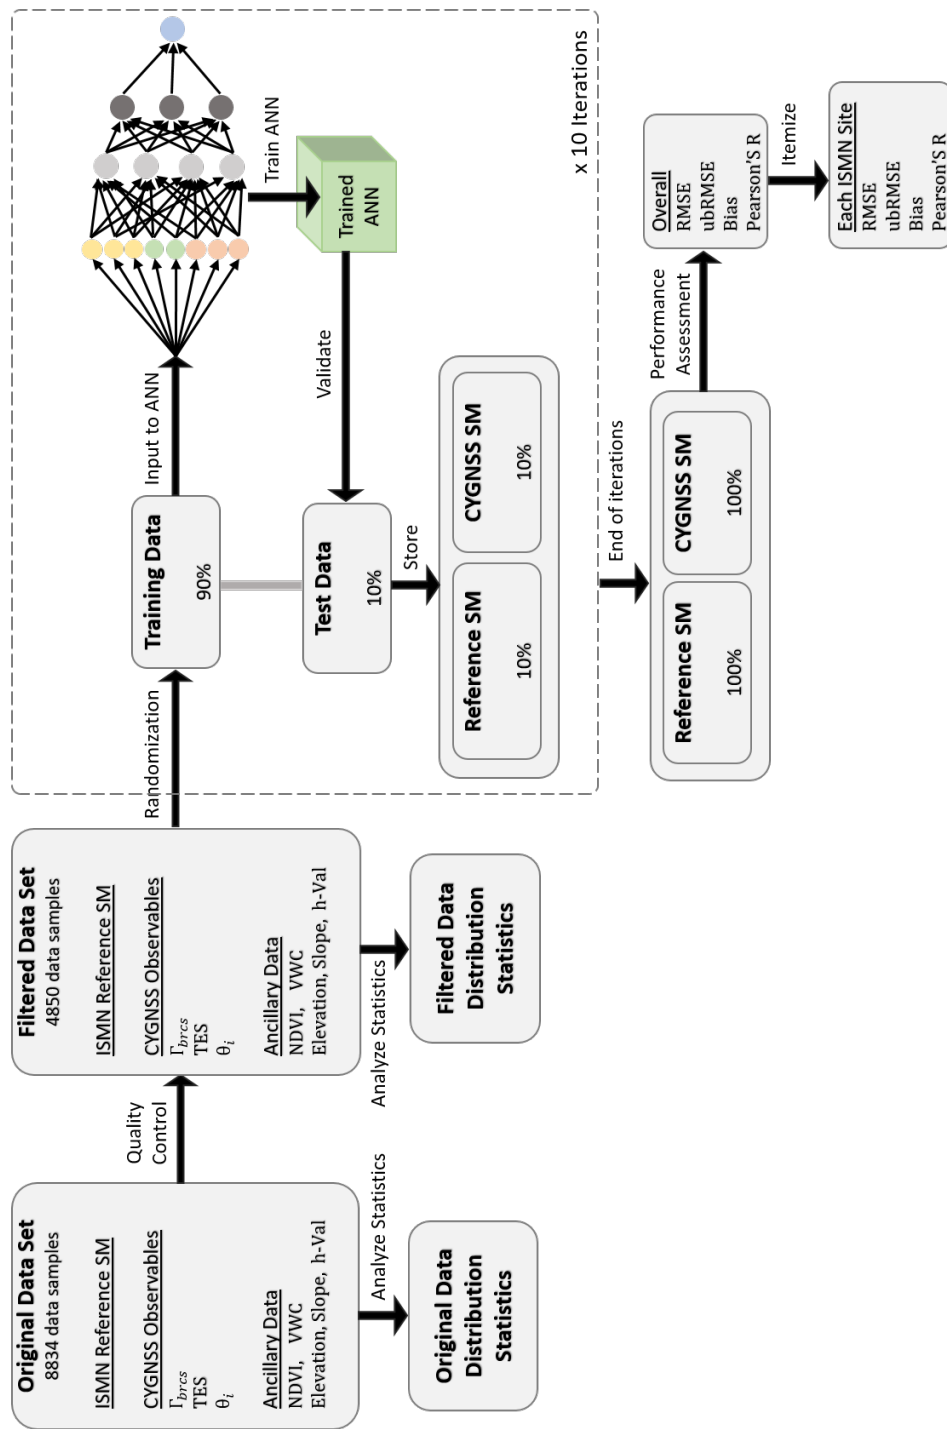 Original Data Set
8834 data samples
ISMN Reference SM
CYGNSS Observables
Γbrcs
TES
θi
Ancillary Data
NDVI, VWC
Elevation, Slope, h-Val
Analyze Statistics
Original Data
Distribution
Statistics
Quality
Control
Filtered Data Set
4850 data samples
ISMN Reference SM
CYGNSS Observables
Γbrcs
TES
θi
Ancillary Data
NDVI, VWC
Elevation, Slope, h-Val
Analyze Statistics
Filtered Data
Distribution
Statistics
Randomization
Training Data
90%
Input to ANN
Train ANN
Trained
ANN
Validate
Test Data
10%
Store
Reference SM
10%
CYGNSS SM
10%
x 10 Iterations
End of iterations
Reference SM
100%
CYGNSS SM
100%
Performance
Assessment
Overall
RMSE
ubRMSE
Bias
Pearson'S R
Itemize
Each ISMN Site
RMSE
ubRMSE
Bias
Pearson'S R